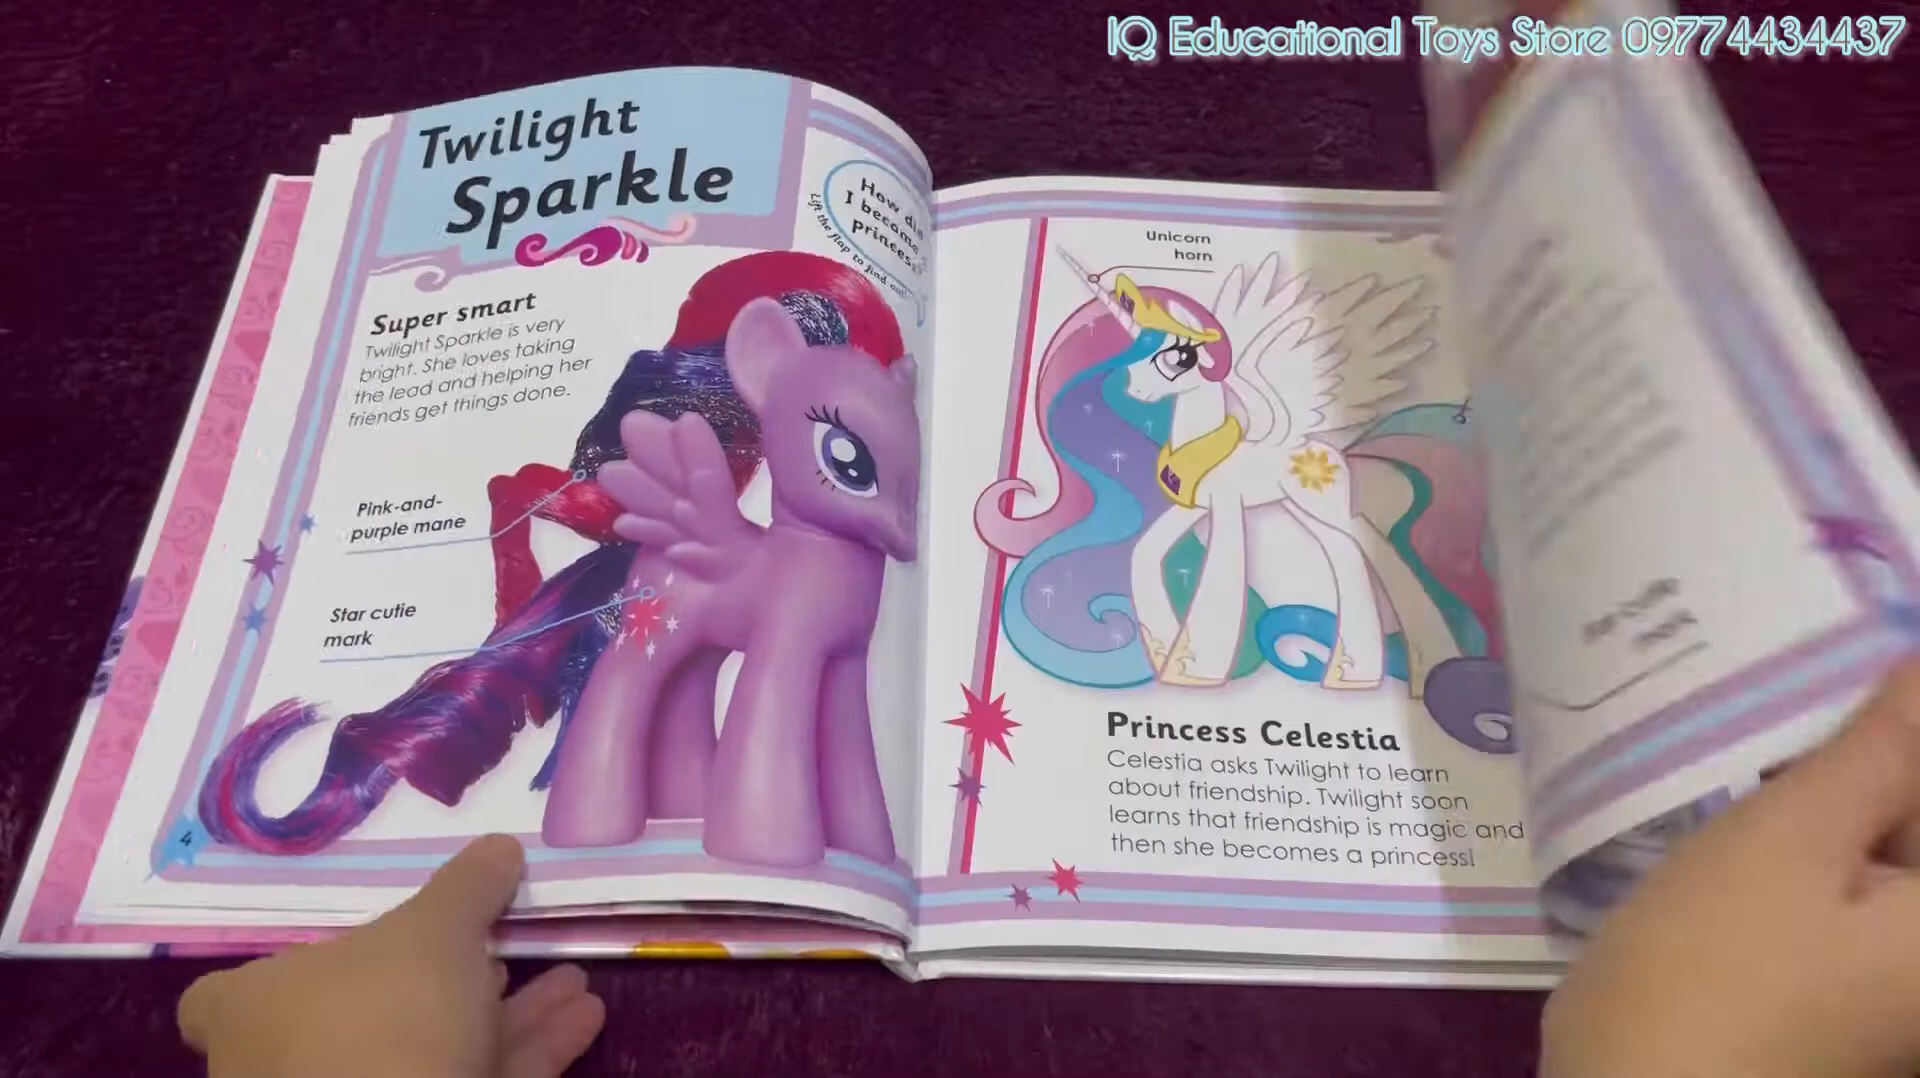 IQ Educational Toys Store 09774434437
Twilight
Sparkle
How did
I become
princess
Lift the flap to find out!
Super smart
Twilight Sparkle is very
bright. She loves taking
the lead and helping her
friends get things done.
Pink-and-
purple mane
Star cutie
mark
4
Unicorn
horn
Princess Celestia
Celestia asks Twilight to learn
about friendship. Twilight soon
learns that friendship is magic and
then she becomes a princess!